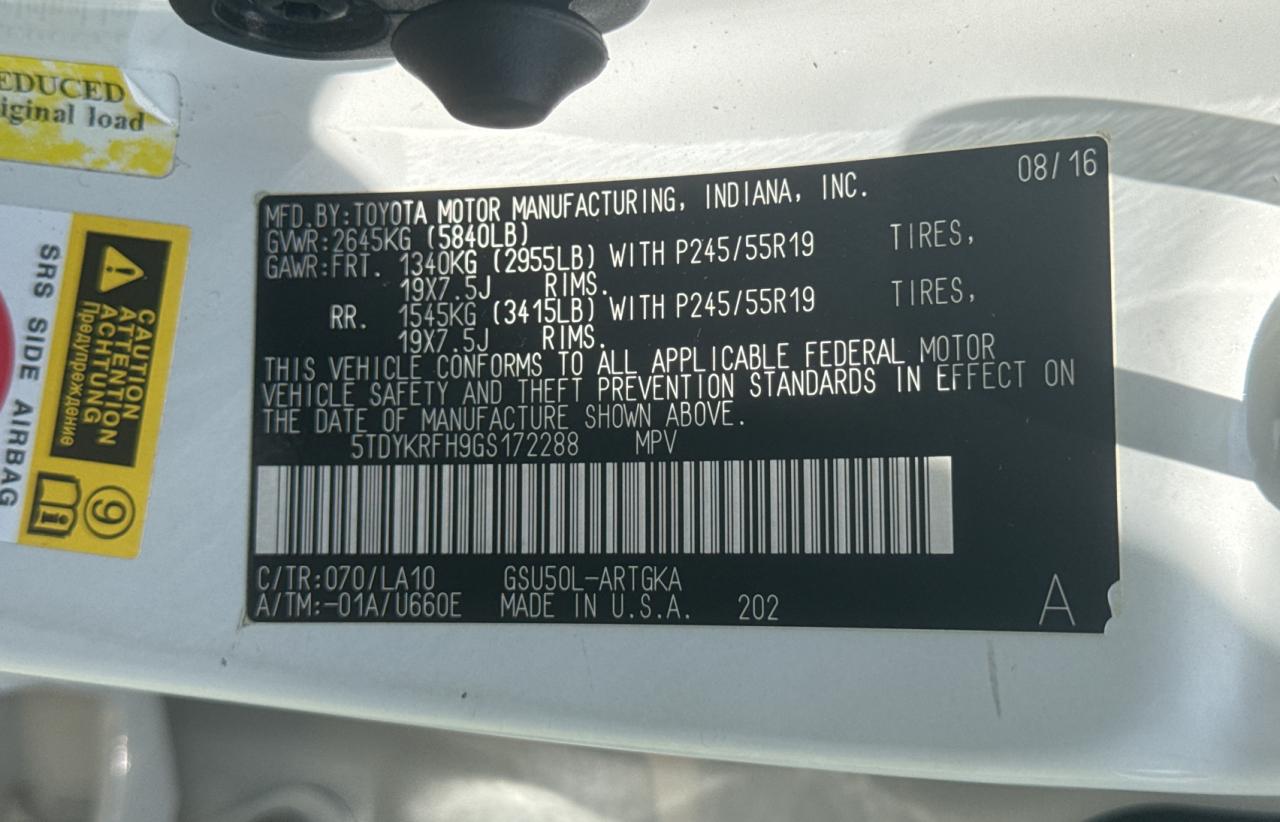 EDUCED
iginal load
SRS SIDE AIRBAG
CAUTION
ATTENTION
ACHTUNG
Предупреждение
9
08/16
MFD. BY:TOYOTA MOTOR MANUFACTURING, INDIANA, INC.
GVWR:2645KG (5840LB)
GAWR:FRT. 1340KG (2955LB) WITH P245/55R19 TIRES,
19X7.5J RIMS.
RR. 1545KG (3415LB) WITH P245/55R19 TIRES,
19X7.5J RIMS.
THIS VEHICLE CONFORMS TO ALL APPLICABLE FEDERAL MOTOR
VEHICLE SAFETY AND THEFT PREVENTION STANDARDS IN EFFECT ON
THE DATE OF MANUFACTURE SHOWN ABOVE.
5TDYKRFH9GS172288 MPV
C/TR:070/LA10 GSU50L-ARTGKA
A/TM:-01A/U660E MADE IN U.S.A. 202
A